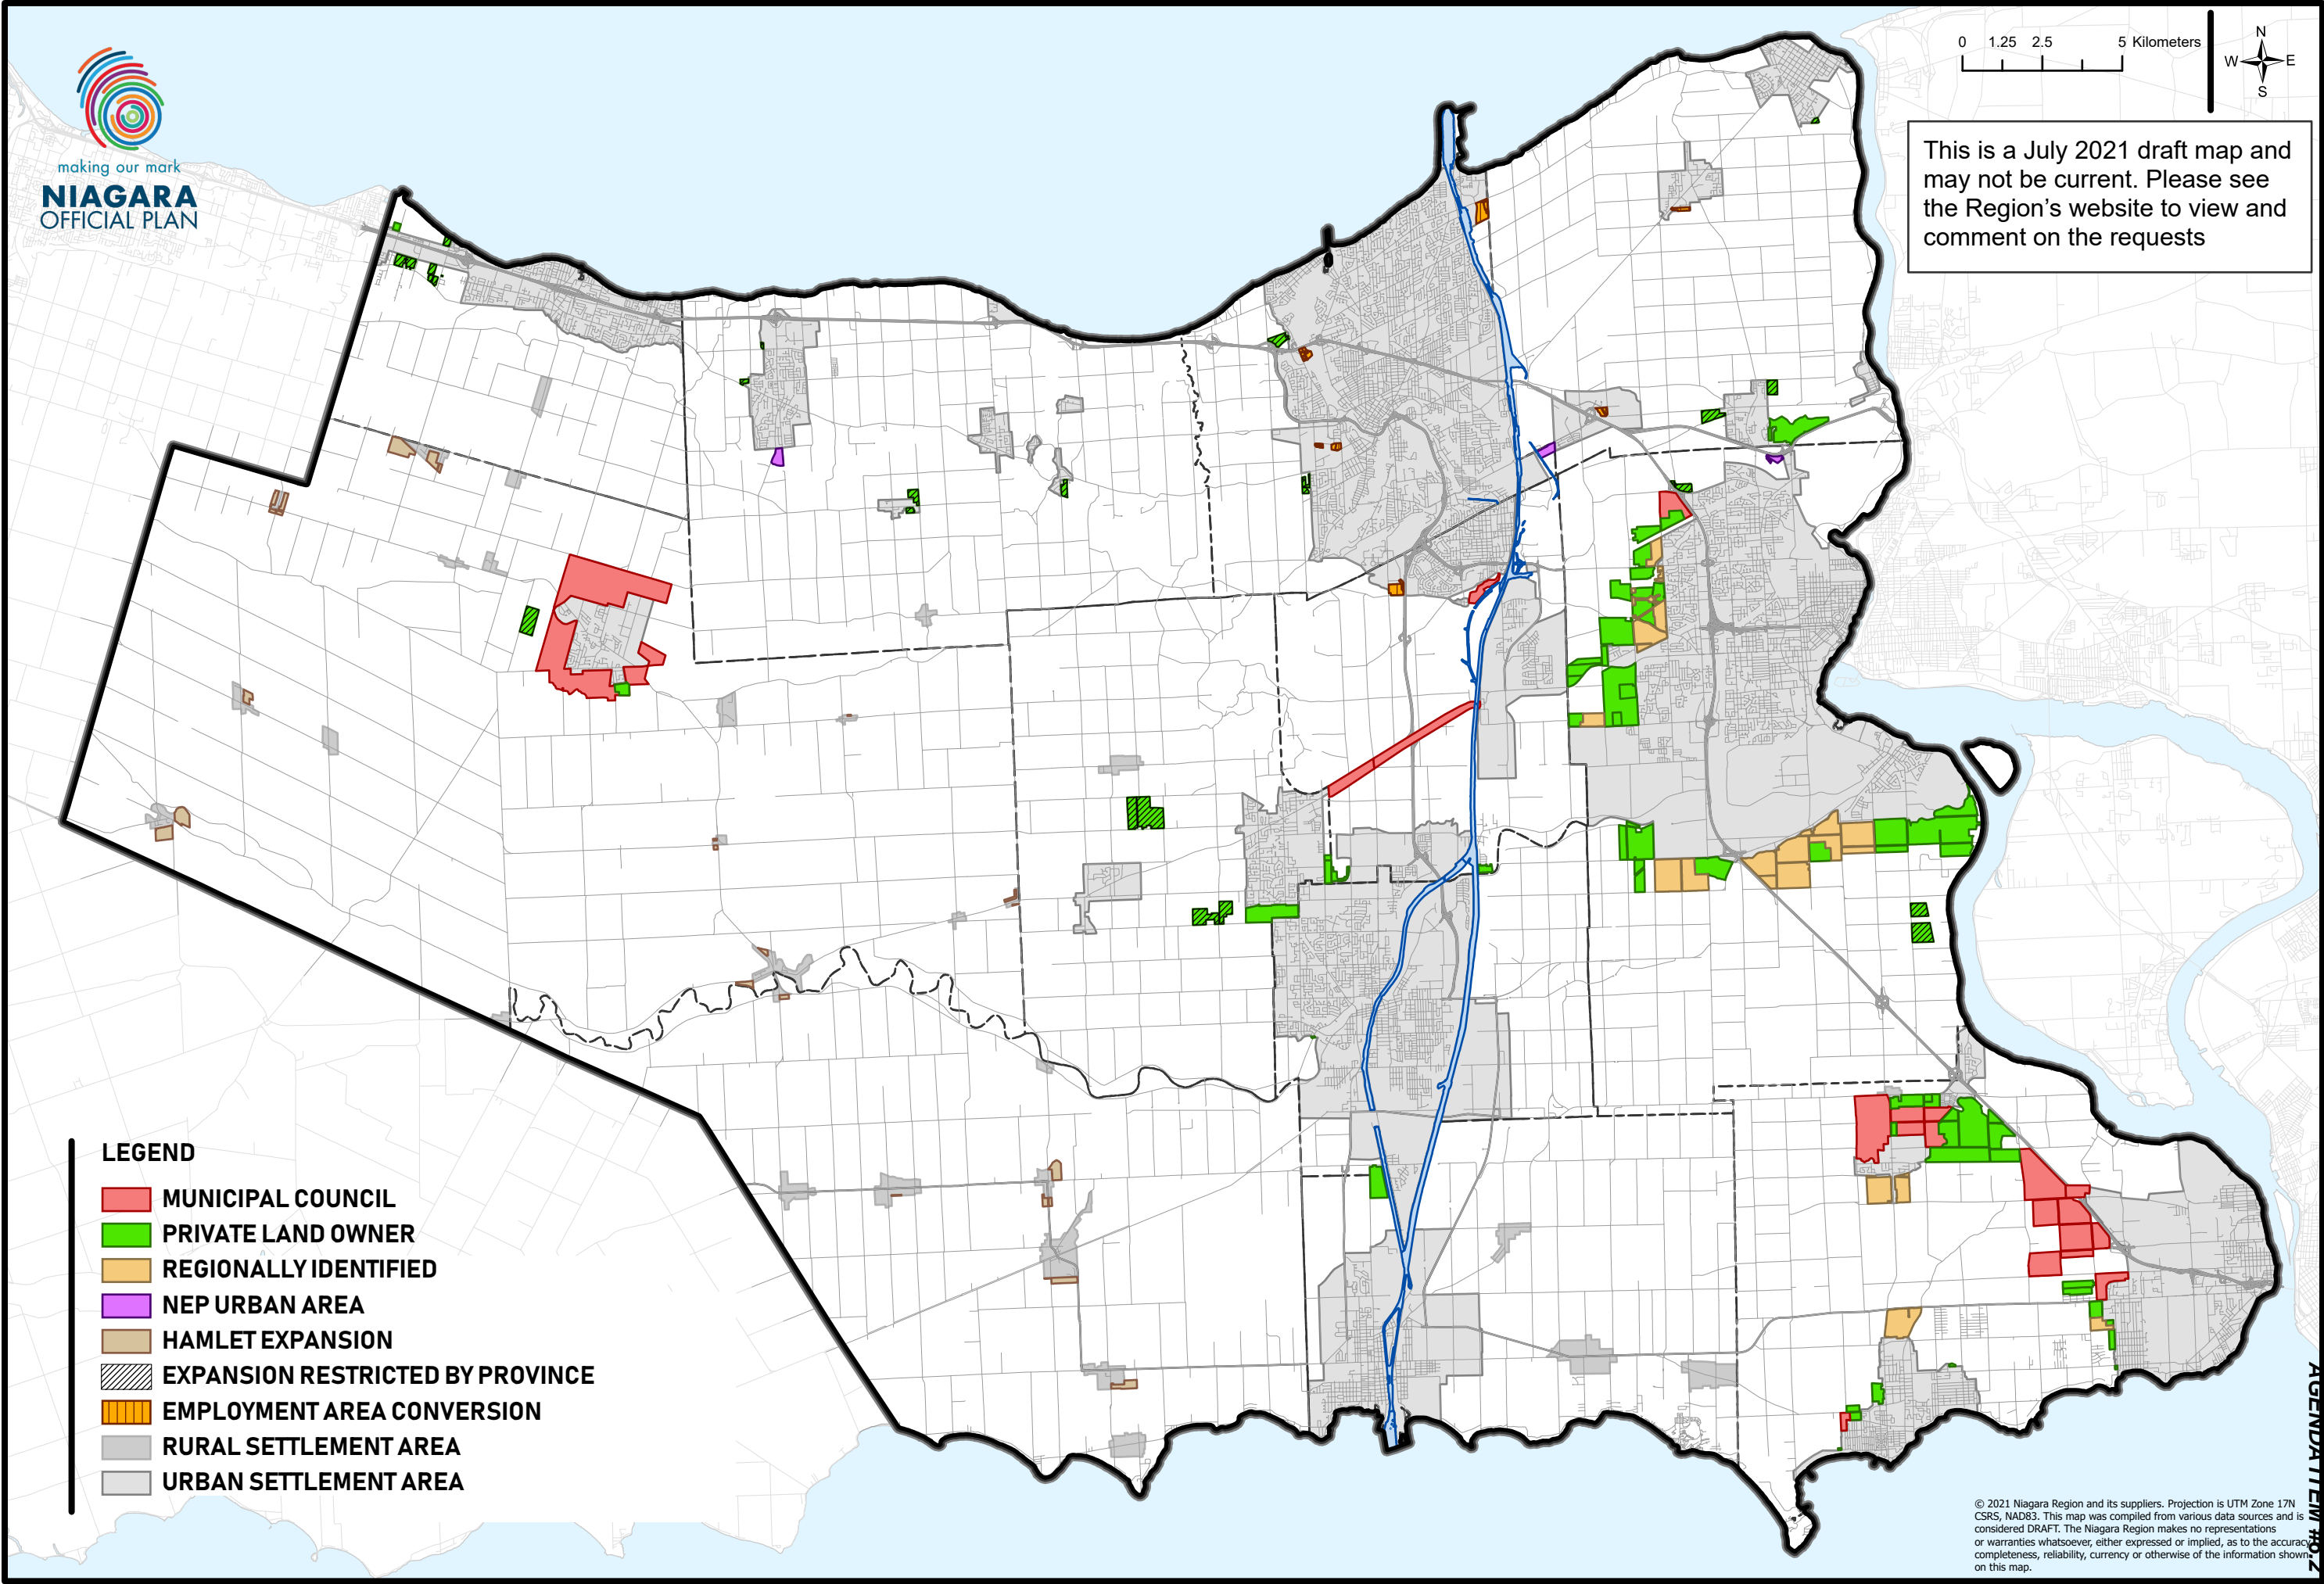 making our mark
NIAGARA
OFFICIAL PLAN
0 1.25 2.5 5 Kilometers
N
W E
S
This is a July 2021 draft map and
may not be current. Please see
the Region's website to view and
comment on the requests
LEGEND
MUNICIPAL COUNCIL
PRIVATE LAND OWNER
REGIONALLY IDENTIFIED
NEP URBAN AREA
HAMLET EXPANSION
EXPANSION RESTRICTED BY PROVINCE
EMPLOYMENT AREA CONVERSION
RURAL SETTLEMENT AREA
URBAN SETTLEMENT AREA
© 2021 Niagara Region and its suppliers. Projection is UTM Zone 17N
CSRS, NAD83. This map was compiled from various data sources and is
considered DRAFT. The Niagara Region makes no representations
or warranties whatsoever, either expressed or implied, as to the accuracy,
completeness, reliability, currency or otherwise of the information shown
on this map.
AGENDA ITEM #6.2